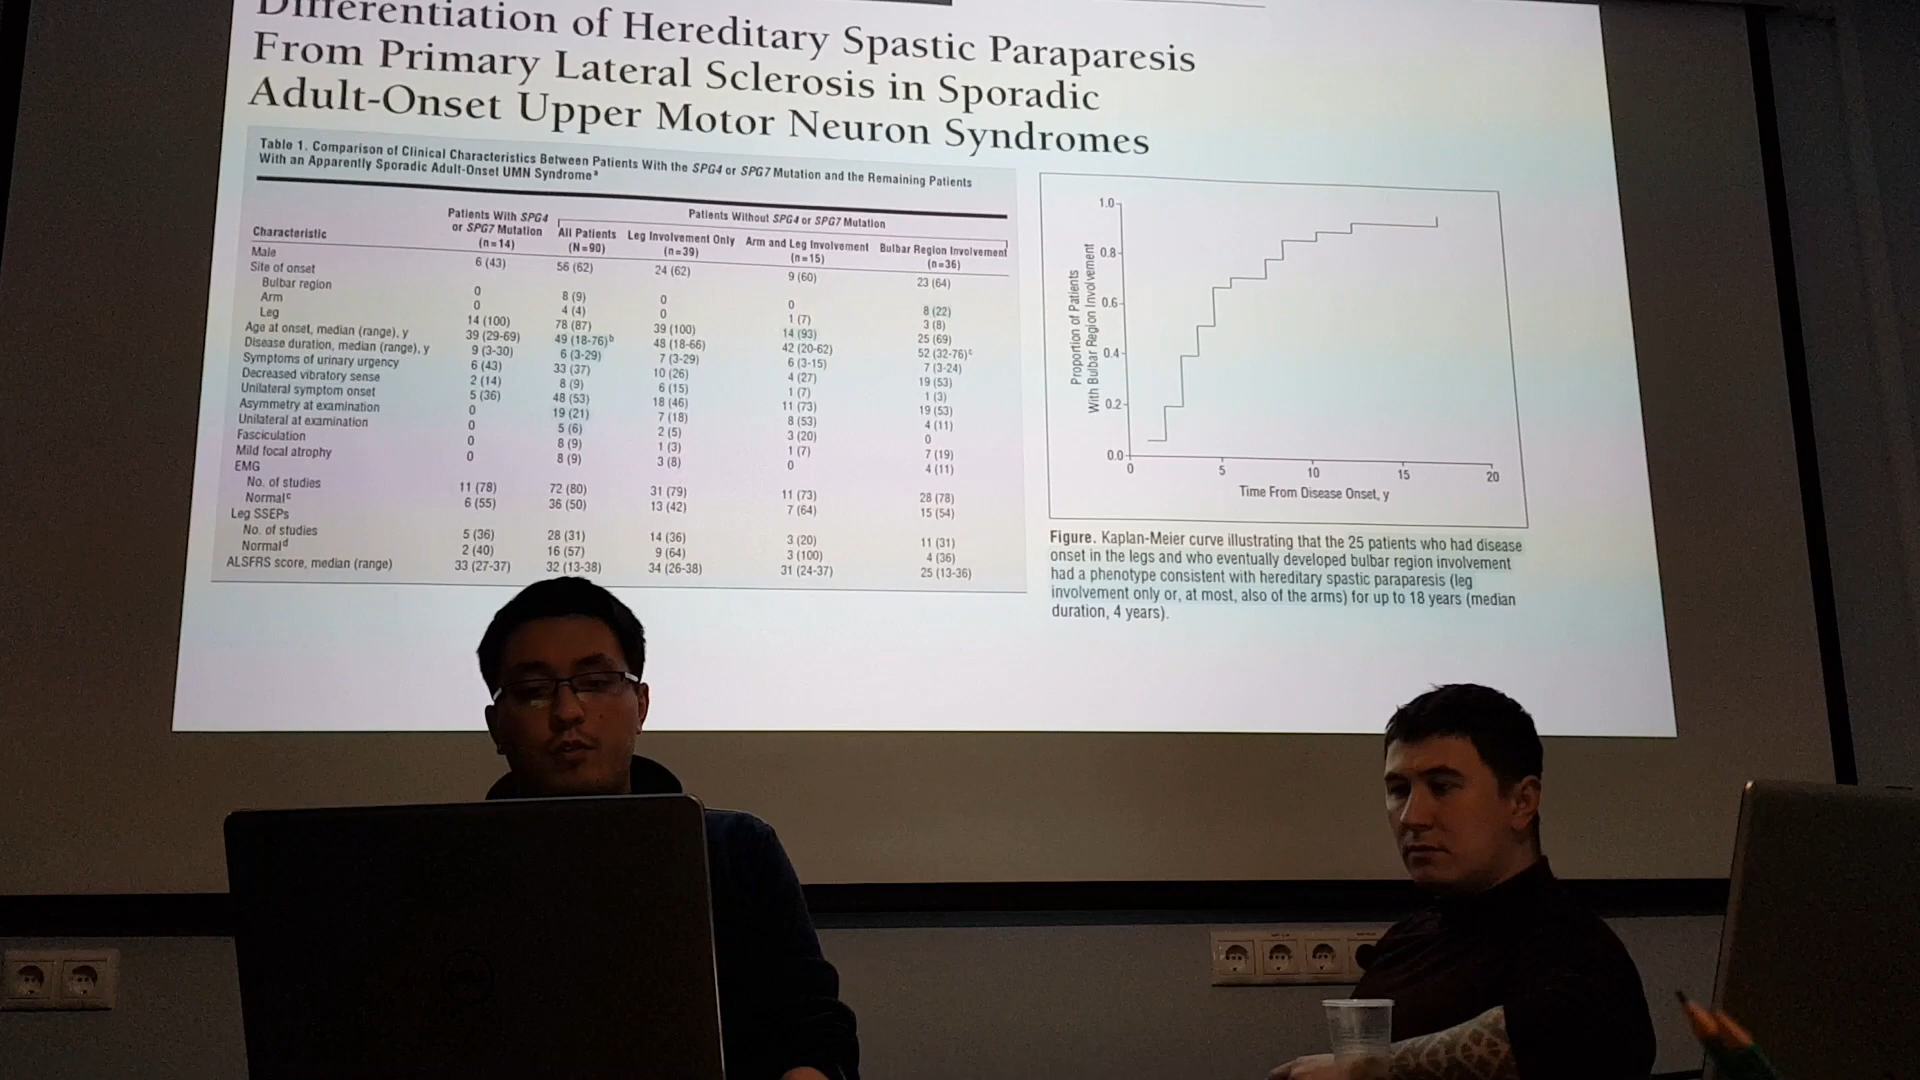 Differentiation of Hereditary Spastic Paraparesis
From Primary Lateral Sclerosis in Sporadic
Adult-Onset Upper Motor Neuron Syndromes
Table 1. Comparison of Clinical Characteristics Between Patients With the SPG4 or SPG7 Mutation and the Remaining Patients
With an Apparently Sporadic Adult-Onset UMN Syndromeᵃ
Patients Without SPG4 or SPG7 Mutation
Characteristic Patients With SPG4 or SPG7 Mutation (n=14) All Patients (N=90) Leg Involvement Only (n=39) Arm and Leg Involvement (n=15) Bulbar Region Involvement (n=36)
Male 6 (43) 56 (62) 24 (62) 9 (60) 23 (64)
Site of onset
Bulbar region 0 8 (9) 0 0 8 (22)
Arm 0 4 (4) 0 1 (7) 3 (8)
Leg 14 (100) 78 (87) 39 (100) 14 (93) 25 (69)
Age at onset, median (range), y 39 (29-69) 49 (18-76)ᵇ 48 (18-66) 42 (20-62) 52 (32-76)ᶜ
Disease duration, median (range), y 9 (3-30) 6 (3-29) 7 (3-29) 6 (3-15) 7 (3-24)
Symptoms of urinary urgency 6 (43) 33 (37) 10 (26) 4 (27) 19 (53)
Decreased vibratory sense 2 (14) 8 (9) 6 (15) 1 (7) 1 (3)
Unilateral symptom onset 5 (36) 48 (53) 18 (46) 11 (73) 19 (53)
Asymmetry at examination 0 19 (21) 7 (18) 8 (53) 4 (11)
Unilateral at examination 0 5 (6) 2 (5) 3 (20) 0
Fasciculation 0 8 (9) 1 (3) 1 (7) 7 (19)
Mild focal atrophy 0 8 (9) 3 (8) 0 4 (11)
EMG
No. of studies 11 (78) 72 (80) 31 (79) 11 (73) 28 (78)
Normalᶜ 6 (55) 36 (50) 13 (42) 7 (64) 15 (54)
Leg SSEPs
No. of studies 5 (36) 28 (31) 14 (36) 3 (20) 11 (31)
Normalᵈ 2 (40) 16 (57) 9 (64) 3 (100) 4 (36)
ALSFRS score, median (range) 33 (27-37) 32 (13-38) 34 (26-38) 31 (24-37) 25 (13-36)
Proportion of Patients
With Bulbar Region Involvement
1.0
0.8
0.6
0.4
0.2
0.0
0 5 10 15 20
Time From Disease Onset, y
Figure. Kaplan-Meier curve illustrating that the 25 patients who had disease
onset in the legs and who eventually developed bulbar region involvement
had a phenotype consistent with hereditary spastic paraparesis (leg
involvement only or, at most, also of the arms) for up to 18 years (median
duration, 4 years).
DELL